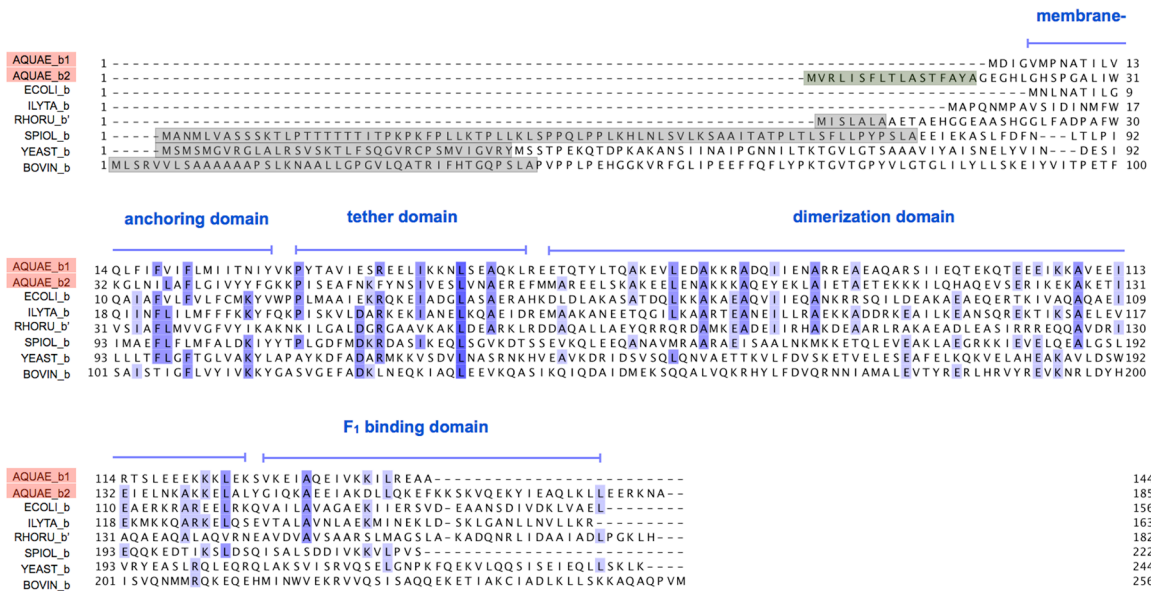 membrane-
AQUAE_b1 1 ---------------------------------------------------------------------------------------MDIGVMPNATILV 13
AQUAE_b2 1 ---------------------------------------------------------------------MVRLISFLTLASTFAYAGEGHLGHSPGALIW 31
ECOLI_b 1 -------------------------------------------------------------------------------------------MNLNATILG 9
ILYTA_b 1 -----------------------------------------------------------------------------------MAPQNMPAVSIDINMFW 17
RHORU_b' 1 ----------------------------------------------------------------------MISLALAAETAEHGGEAASHGGLFADPAFW 30
SPIOL_b 1 -----MANMLVASSSKTLPTTTTTTITPKPKFPLLKTPLLKLSPPQLPPLKHLNLSVLKSAAITATPLTLSFLLPYPSLAEEIEKASLFDFN---LTLPI 92
YEAST_b 1 -----MSMSMGVRGLALRSVSKTLFSQGVRCPSMVIGVRYMSSTPEKQTDPKAKANSIINAIPGNNILTKTGVLGTSAAAVIYAISNELYVIN---DESI 92
BOVIN_b MLSRVVLSAAAAAAPSLKNAALLGPGVLQATRIFHTGQPSLAPVPPLPEHGGKVRFGLIPEEFFQFLYPKTGVTGPYVLGTGLILYLLSKEIYVITPETF 100
anchoring domain tether domain dimerization domain
AQUAE_b1 14 QLFIFVIFLMIITNIYVKPYTAVIESREELIKKNLSEAQKLREETQTYLTQAKEVLEDAKKRADQIIENARREAEAQARSIIEQTEKQTEEEIKKAVEEI 113
AQUAE_b2 32 KGLNILAFLGIVYYFGKKPISEAFNKFYNSIVESLVNAEREFMMAREELSKAKEELENAKKKAQEYEKLAIETAETEKKKILQHAQEVSERIKEKAKETI 131
ECOLI_b 10 QAIAFVLFVLFCMKYVWPPLMAAIEKRQKEIADGLASAERAHKDLDLAKASATDQLKKAKAEAQVIIEQANKRRSQILDEAKAEAEQERTKIVAQAQAEI 109
ILYTA_b 18 QIINFLILMFFFKKYFQKPISKVLDARKEKIANELKQAEIDREMAAKANEETQGILKAARTEANEILLRAEKKADDRKEAILKEANSQREKTIKSAELEV 117
RHORU_b' 31 VSIAFLMVVGFVYIKAKNKILGALDGRGAAVKAKLDEARKLRDDAQALLAEYQRRQRDAMKEADEIIRHAKDEAARLRAKAEADLEASIRRREQQAVDRI 130
SPIOL_b 93 IMAEFLFLMFALDKIYYTPLGDFMDKRDASIKEQLSGVKDTSSEVKQLEEQANAVMRAARAEISAALNKMKKETQLEVEAKLAEGRKKIEVELQEALGSL 192
YEAST_b 93 LLLTFLGFTGLVAKYLAPAYKDFADARMKKVSDVLNASRNKHVEAVKDRIDSVSQLQNVAETTKVLFDVSKETVELESEAFELKQKVELAHEAKAVLDSW 192
BOVIN_b 101 SAISTIGFLVYIVKKYGASVGEFADKLNEQKIAQLEEVKQASIKQIQDAIDMEKSQQALVQKRHYLFDVQRNNIAMALEVTYRERLHRVYREVKNRLDYH 200
F1 binding domain
AQUAE_b1 114 RTSLEEEKKKLEKSVKEIAQEIVKKILREAA---------------------- 144
AQUAE_b2 132 EIELNKAKKELALYGIQKAEEIAKDLLQKEFKKSKVQEKYIEAQLKLLEERKNA-- 185
ECOLI_b 110 EAERKRAREELRKQVAILAVAGAEKIIERSVD-EAANSDIVDKLVAEL-------- 156
ILYTA_b 118 EKMKKQARKELQSEVTALAVNLAEKMINEKLD-SKLGANLLNVLLKR-------- 163
RHORU_b' 131 AQAEAQALAQVRNEAVDVAVSAARSLMAGSLA-KADQNRLIDAAIADLPGKLH--- 182
SPIOL_b 193 EQQKEDTIKSLDSQISALSDDIVKKVLPVS-------------------------- 222
YEAST_b 193 VRYEASLRQLEQRQLAKSVISRVQSELGNPKFQEKVLQQSISEIEQLLSKLK---- 244
BOVIN_b 201 ISVQNMMRQKEQEHMINWVEKRVVQSISAQQEKETIAKCIADLKLLSKKAQAQPVM 256